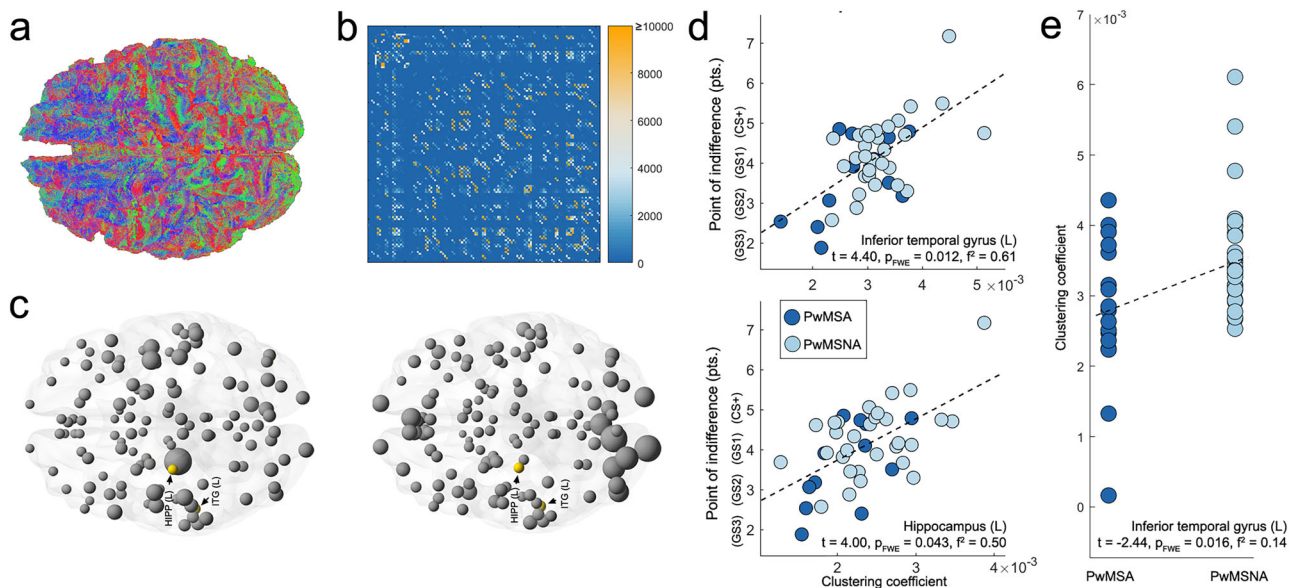 a
b
≥10000
8000
6000
4000
2000
0
c
HIPP (L)
ITG (L)
HIPP (L)
ITG (L)
d
Point of indifference (pts.)
(GS3) (GS2) (GS1) (CS+)
7
6
5
4
3
2
Inferior temporal gyrus (L)
t = 4.40, pFWE = 0.012, f² = 0.61
2 3 4 5 ×10⁻³
PwMSA
PwMSNA
Point of indifference (pts.)
(GS3) (GS2) (GS1) (CS+)
7
6
5
4
3
2
Hippocampus (L)
t = 4.00, pFWE = 0.043, f² = 0.50
2 3 4 ×10⁻³
Clustering coefficient
e
7 ×10⁻³
6
5
4
3
2
1
0
Clustering coefficient
Inferior temporal gyrus (L)
t = -2.44, pFWE = 0.016, f² = 0.14
PwMSA PwMSNA